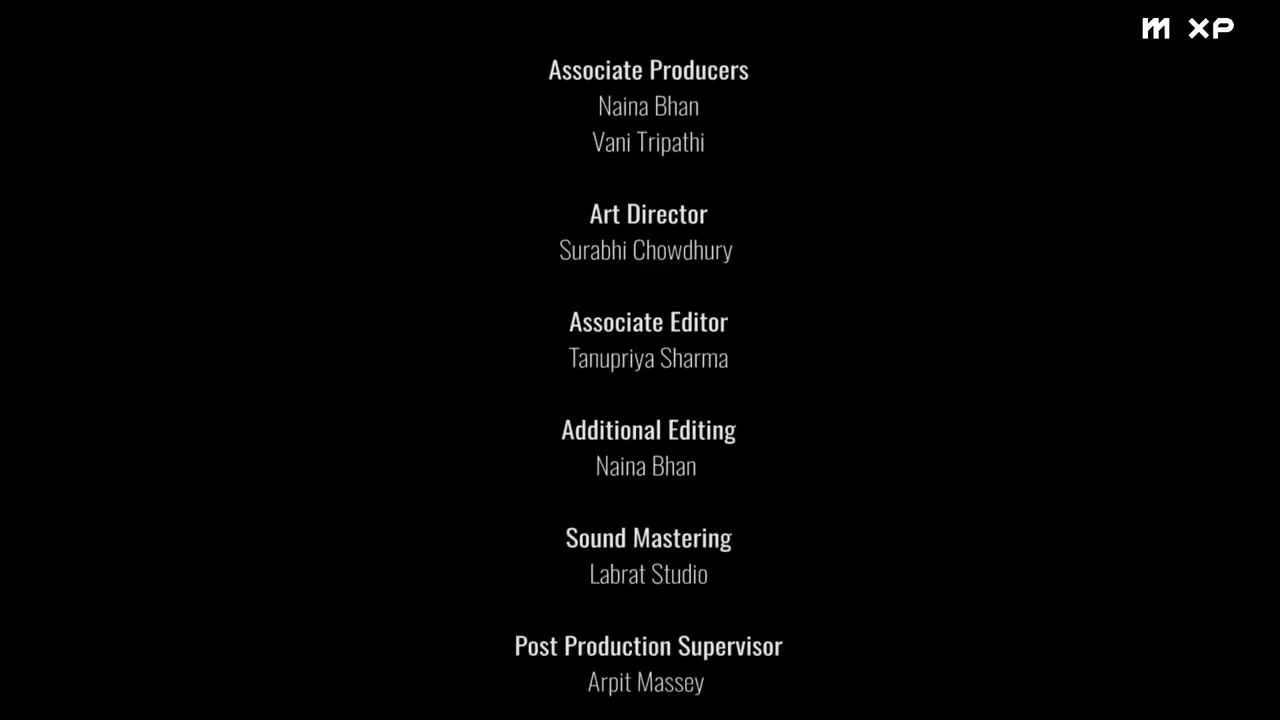 M XP
Associate Producers
Naina Bhan
Vani Tripathi
Art Director
Surabhi Chowdhury
Associate Editor
Tanupriya Sharma
Additional Editing
Naina Bhan
Sound Mastering
Labrat Studio
Post Production Supervisor
Arpit Massey